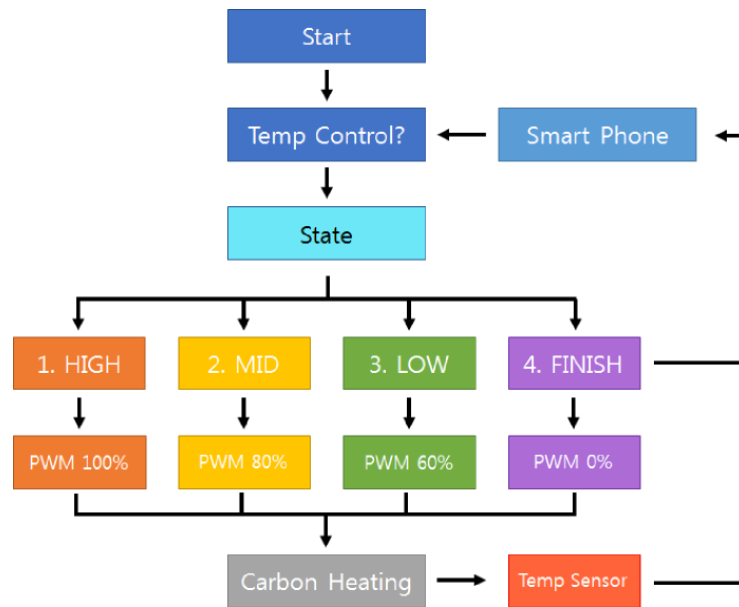 Start
Temp Control?
Smart Phone
State
1. HIGH
2. MID
3. LOW
4. FINISH
PWM 100%
PWM 80%
PWM 60%
PWM 0%
Carbon Heating
Temp Sensor